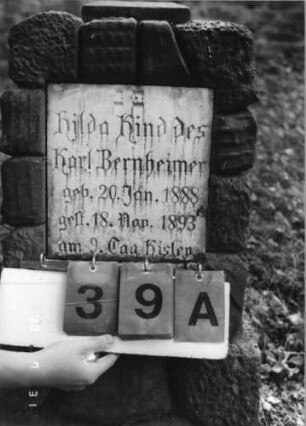 Hilda Kind des
Karl Bernheimer
geb. 20. Jan. 1888
gest. 18. Nov. 1893
am 9. Tag Kislev
39A